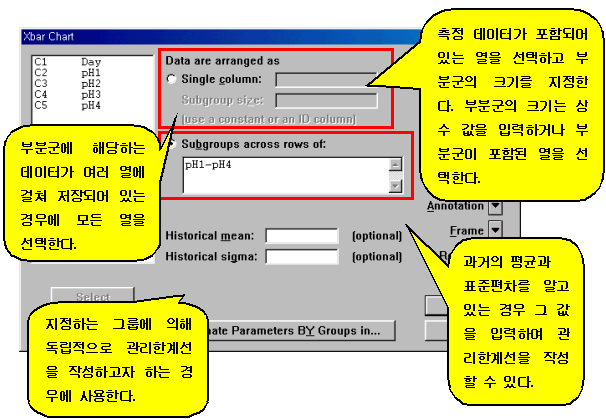 Xbar Chart
C1 Day
C2 pH1
C3 pH2
C4 pH3
C5 pH4
Data are arranged as
Single column:
Subgroup size:
(use a constant or an ID column)
Subgroups across rows of:
pH1-pH4
Annotation
Frame
Historical mean: (optional)
Historical sigma: (optional)
Select
Parameters BY Groups in...
측정 데이터가 포함되어
있는 열을 선택하고 부
분군의 크기를 지정한
다. 부분군의 크기는 상
수 값을 입력하거나 부
분군이 포함된 열을 선
택한다.
부분군에 해당하는
데이터가 여러 열에
걸쳐 저장되어 있는
경우에 모든 열을
선택한다.
과거의 평균과
표준편차를 알고
있는 경우 그 값
을 입력하여 관
리한계선을 작성
할 수 있다.
지정하는 그룹에 의해
독립적으로 관리한계선
을 작성하고자 하는 경
우에 사용한다.